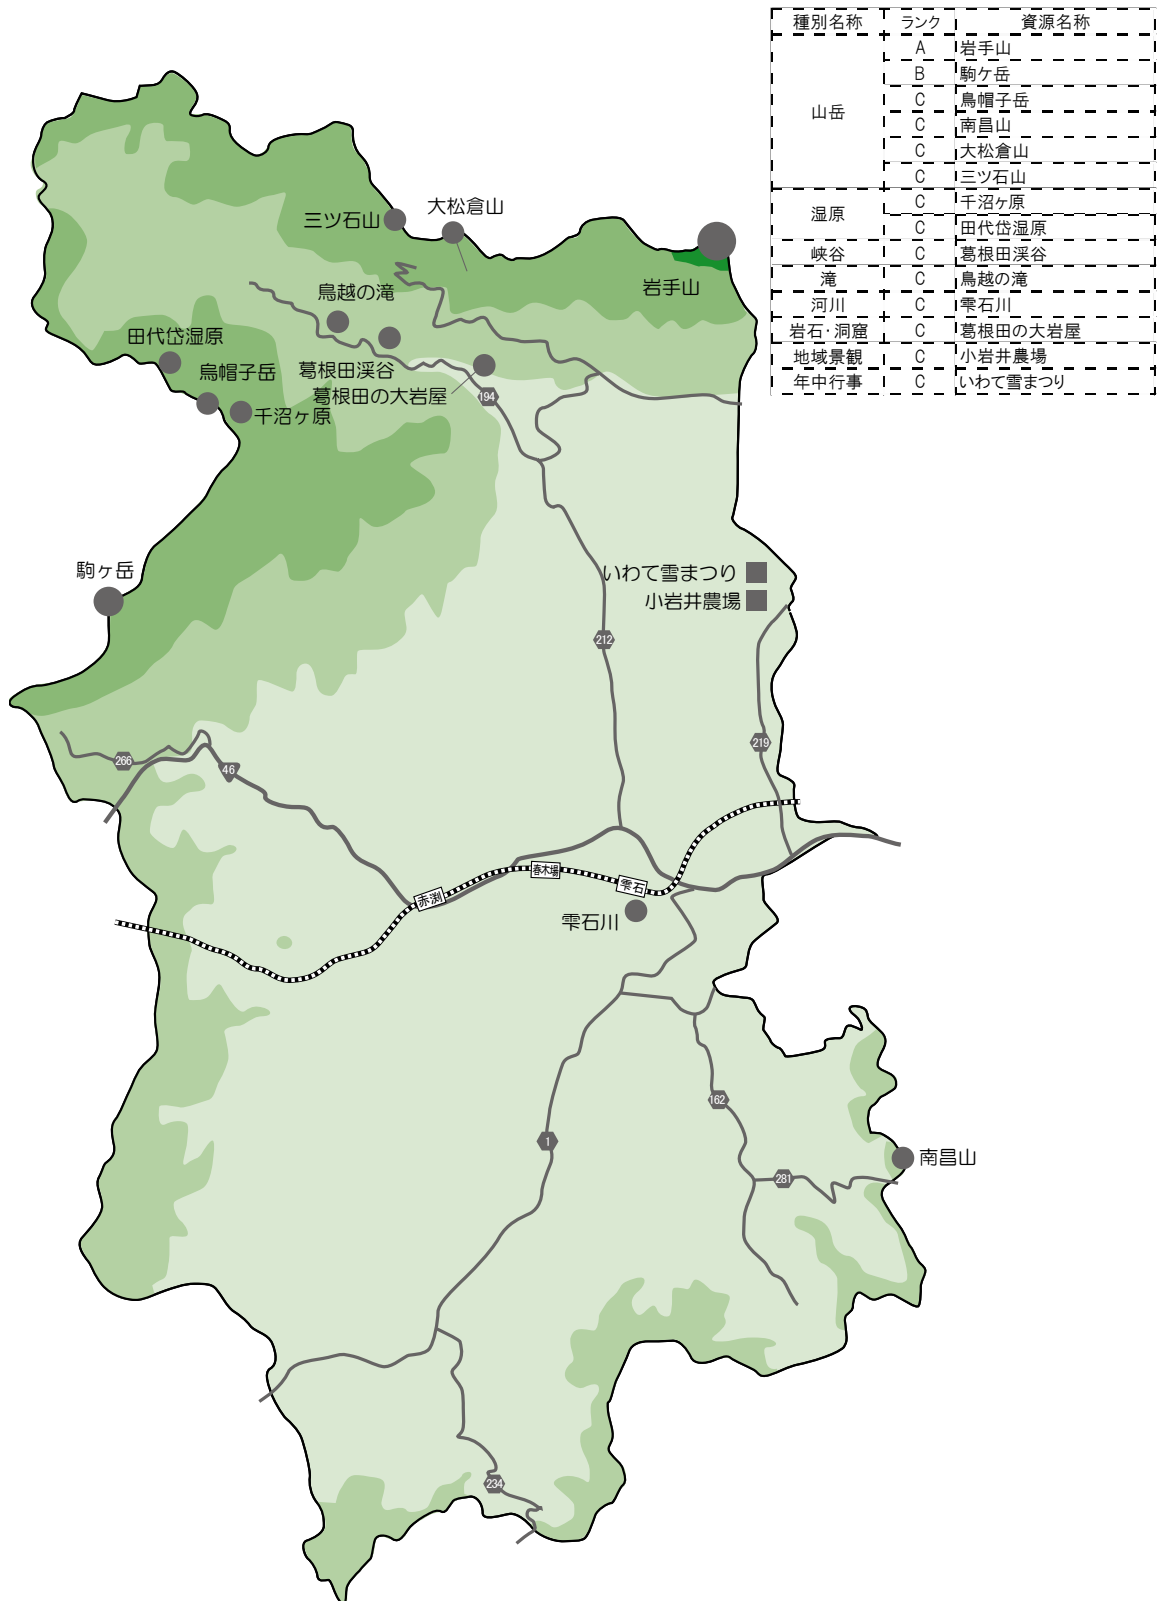 種別名称 ランク 資源名称
山岳 A 岩手山
B 駒ケ岳
C 烏帽子岳
C 南昌山
C 大松倉山
C 三ツ石山
湿原 C 千沼ヶ原
C 田代岱湿原
峡谷 C 葛根田渓谷
滝 C 鳥越の滝
河川 C 雫石川
岩石・洞窟 C 葛根田の大岩屋
地域景観 C 小岩井農場
年中行事 C いわて雪まつり
大松倉山
三ツ石山
岩手山
鳥越の滝
田代岱湿原
烏帽子岳
葛根田渓谷
葛根田の大岩屋
194
千沼ヶ原
駒ヶ岳
いわて雪まつり
小岩井農場
212
219
266
46
春木場
雫石
赤渕
雫石川
162
1
南昌山
281
234